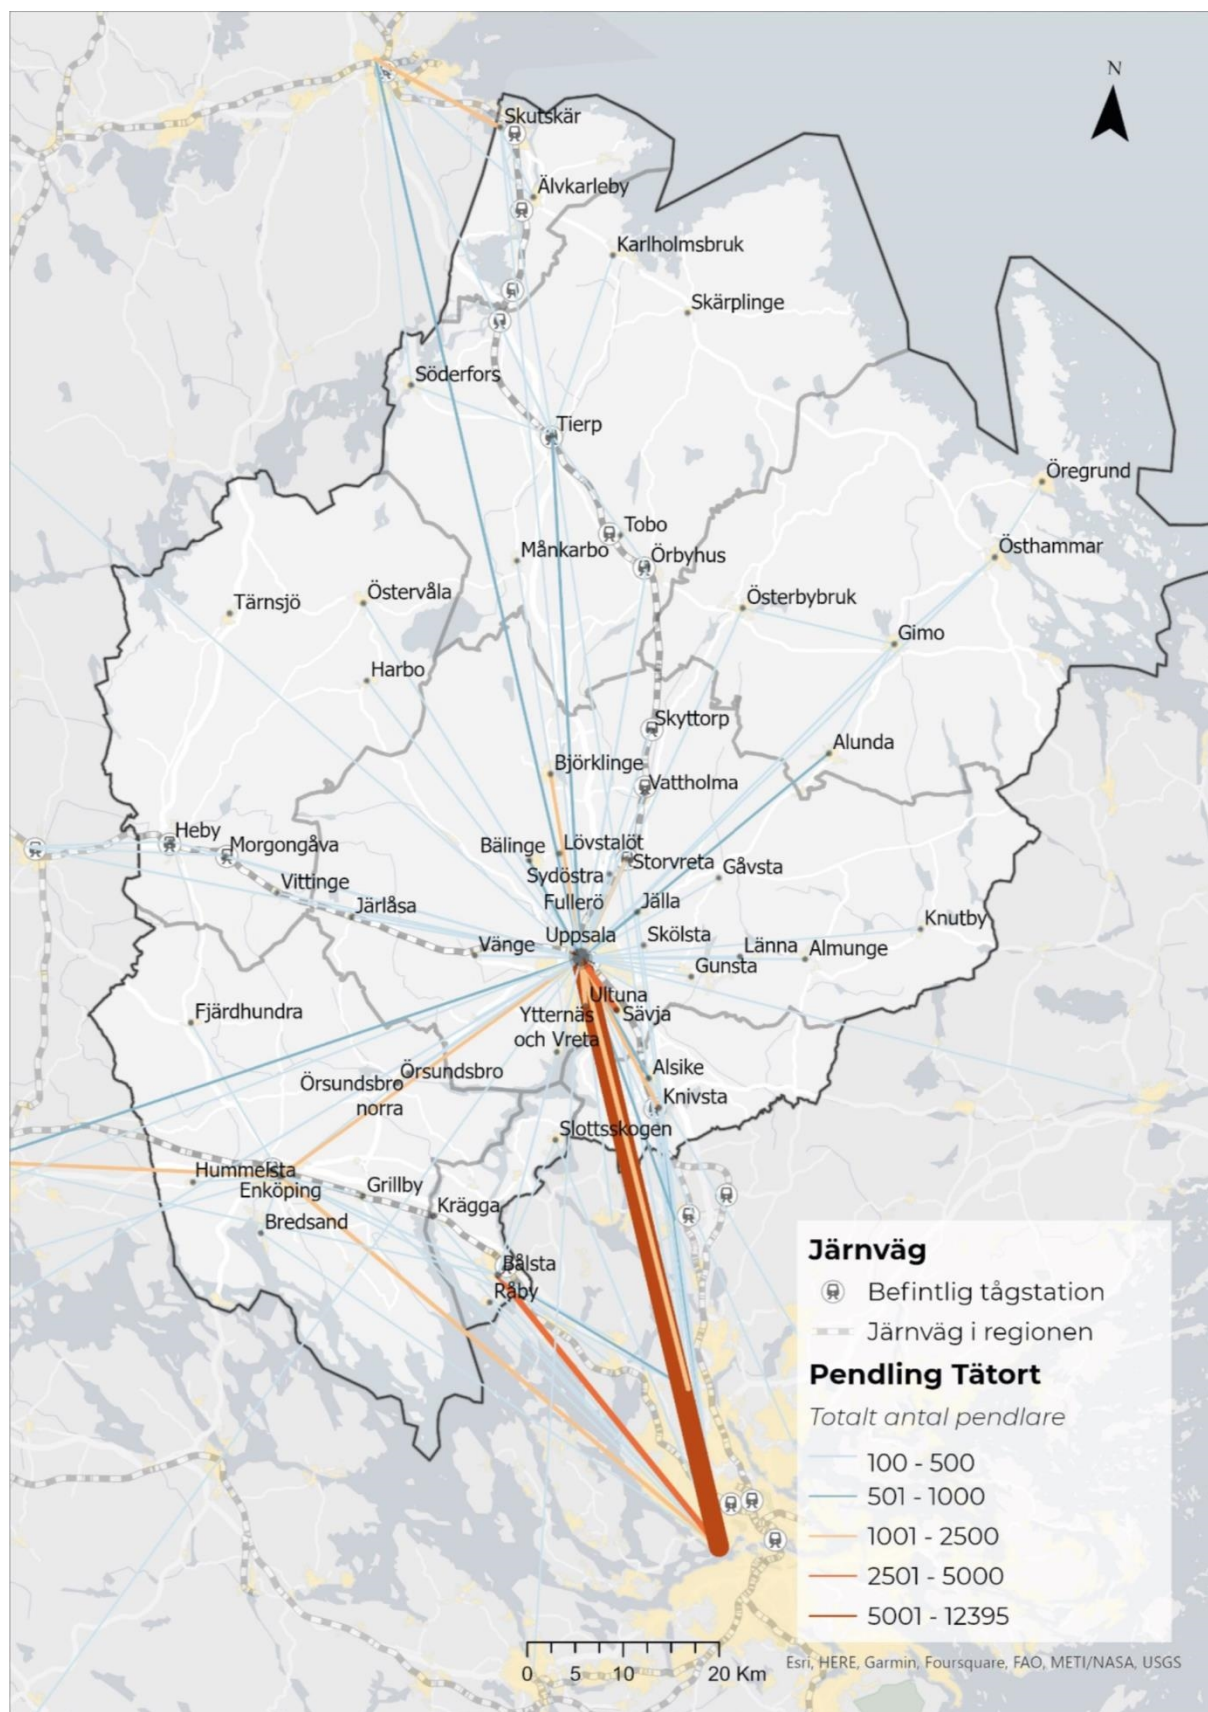 N
Skutskär
Älvkarleby
Karlholmsbruk
Skärplinge
Söderfors
Tierp
Öregrund
Tobo
Månkarbo
Örbyhus
Östhammar
Tärnsjö
Östervåla
Österbybruk
Gimo
Harbo
Skyttorp
Alunda
Björklinge
Vattholma
Heby
Morgongåva
Bälinge
Lövstalöt
Storvreta
Sydöstra
Fullerö
Gåvsta
Vittinge
Järlåsa
Jälla
Knutby
Uppsala
Skölsta
Vänge
Länna
Almunge
Gunsta
Ultuna
Fjärdhundra
Ytternäs
och Vreta
Sävja
Örsundsbro
Örsundsbro
norra
Alsike
Knivsta
Slottsskogen
Hummelsta
Enköping
Grillby
Krägga
Bredsand
Bålsta
Råby
Järnväg
Befintlig tågstation
Järnväg i regionen
Pendling Tätort
Totalt antal pendlare
100 - 500
501 - 1000
1001 - 2500
2501 - 5000
5001 - 12395
0 5 10 20 Km
Esri, HERE, Garmin, Foursquare, FAO, METI/NASA, USGS